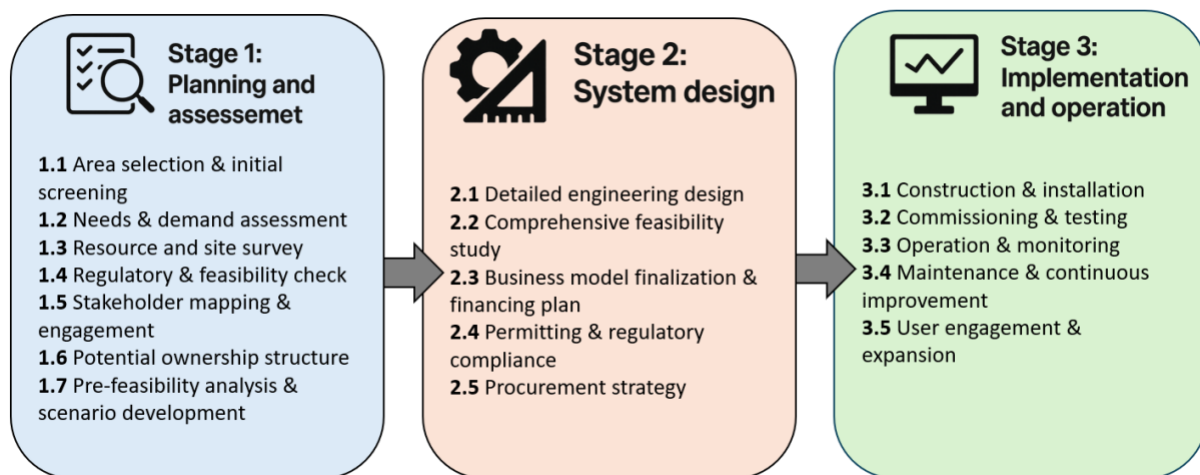 Stage 1:
Planning and
assessemet
1.1 Area selection & initial
screening
1.2 Needs & demand assessment
1.3 Resource and site survey
1.4 Regulatory & feasibility check
1.5 Stakeholder mapping &
engagement
1.6 Potential ownership structure
1.7 Pre-feasibility analysis &
scenario development
Stage 2:
System design
2.1 Detailed engineering design
2.2 Comprehensive feasibility
study
2.3 Business model finalization &
financing plan
2.4 Permitting & regulatory
compliance
2.5 Procurement strategy
Stage 3:
Implementation
and operation
3.1 Construction & installation
3.2 Commissioning & testing
3.3 Operation & monitoring
3.4 Maintenance & continuous
improvement
3.5 User engagement &
expansion